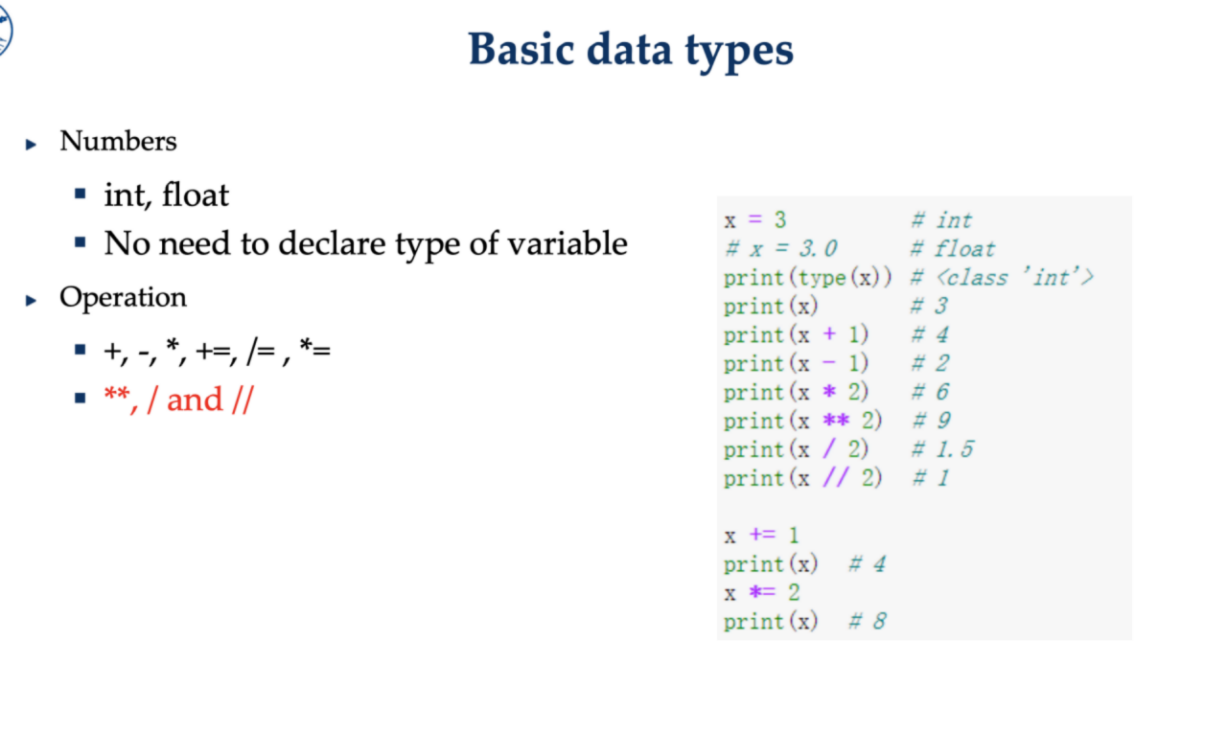 Basic data types
▸ Numbers
▪ int, float
▪ No need to declare type of variable
▸ Operation
▪ +, -, *, +=, /= , *=
▪ **, / and //
x = 3 # int
# x = 3.0 # float
print(type(x)) # <class 'int'>
print(x) # 3
print(x + 1) # 4
print(x - 1) # 2
print(x * 2) # 6
print(x ** 2) # 9
print(x / 2) # 1.5
print(x // 2) # 1
x += 1
print(x) # 4
x *= 2
print(x) # 8